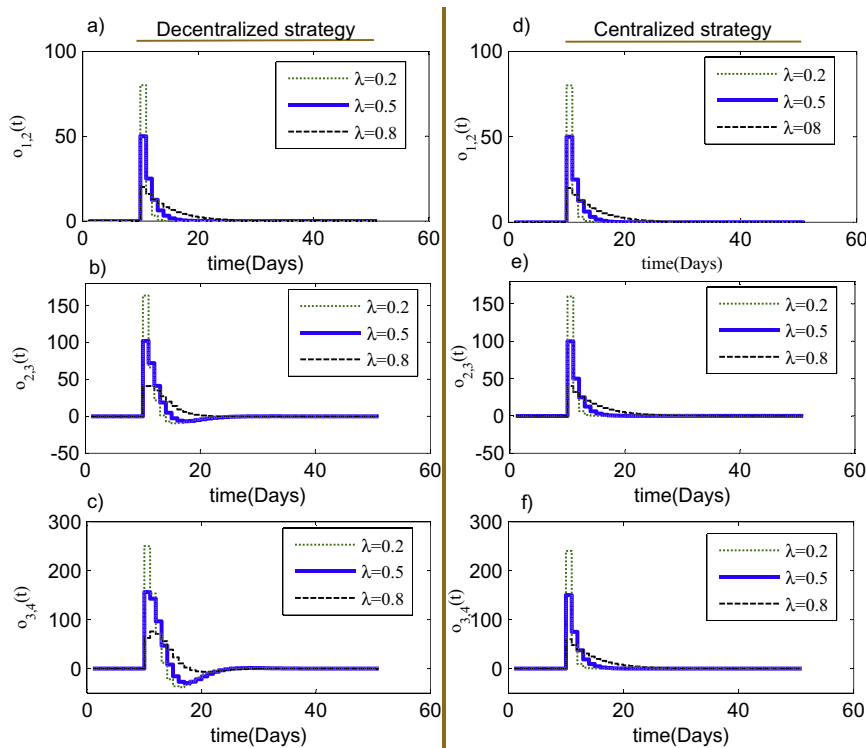 a)
Decentralized strategy
100
50
0
o1,2(t)
λ=0.2
λ=0.5
λ=0.8
0
20
40
60
time(Days)
b)
150
100
50
0
-50
o2,3(t)
λ=0.2
λ=0.5
λ=0.8
0
20
40
60
time(Days)
c)
300
200
100
0
o3,4(t)
λ=0.2
λ=0.5
λ=0.8
0
20
40
60
time(Days)
d)
Centralized strategy
100
50
0
o1,2(t)
λ=0.2
λ=0.5
λ=08
0
20
40
60
time(Days)
e)
150
100
50
0
-50
o2,3(t)
λ=0.2
λ=0.5
λ=0.8
0
20
40
60
time(Days)
f)
300
200
100
0
o3,4(t)
λ=0.2
λ=0.5
λ=0.8
0
20
40
60
time(Days)